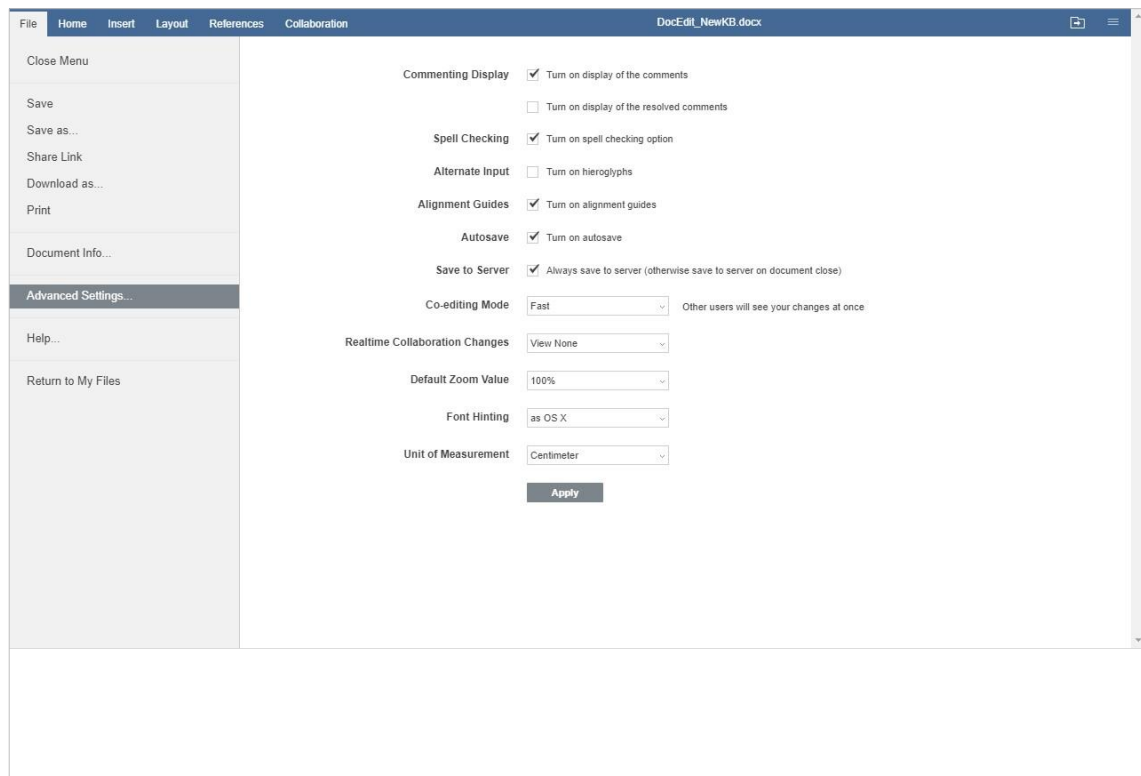 File Home Insert Layout References Collaboration DocEdit_NewKB.docx
Close Menu
Save
Save as...
Share Link
Download as...
Print
Document Info...
Advanced Settings...
Help...
Return to My Files
Commenting Display Turn on display of the comments
Turn on display of the resolved comments
Spell Checking Turn on spell checking option
Alternate Input Turn on hieroglyphs
Alignment Guides Turn on alignment guides
Autosave Turn on autosave
Save to Server Always save to server (otherwise save to server on document close)
Co-editing Mode Fast Other users will see your changes at once
Realtime Collaboration Changes View None
Default Zoom Value 100%
Font Hinting as OS X
Unit of Measurement Centimeter
Apply